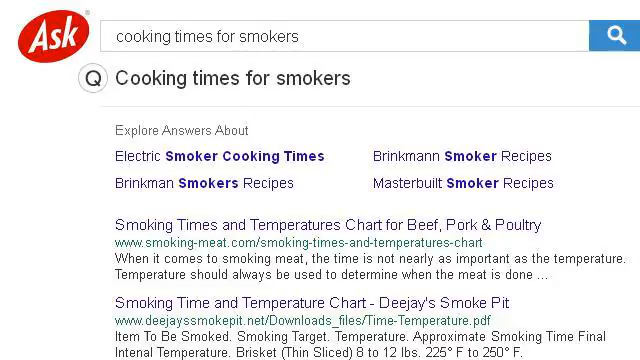 Ask
cooking times for smokers
Q Cooking times for smokers
Explore Answers About
Electric Smoker Cooking Times
Brinkmann Smoker Recipes
Brinkman Smokers Recipes
Masterbuilt Smoker Recipes
Smoking Times and Temperatures Chart for Beef, Pork & Poultry
www.smoking-meat.com/smoking-times-and-temperatures-chart
When it comes to smoking meat, the time is not nearly as important as the temperature.
Temperature should always be used to determine when the meat is done ...
Smoking Time and Temperature Chart - Deejay's Smoke Pit
www.deejayssmokepit.net/Downloads_files/Time-Temperature.pdf
Item To Be Smoked. Smoking Target. Temperature. Approximate Smoking Time Final
Intenal Temperature. Brisket (Thin Sliced) 8 to 12 lbs. 225° F to 250° F.